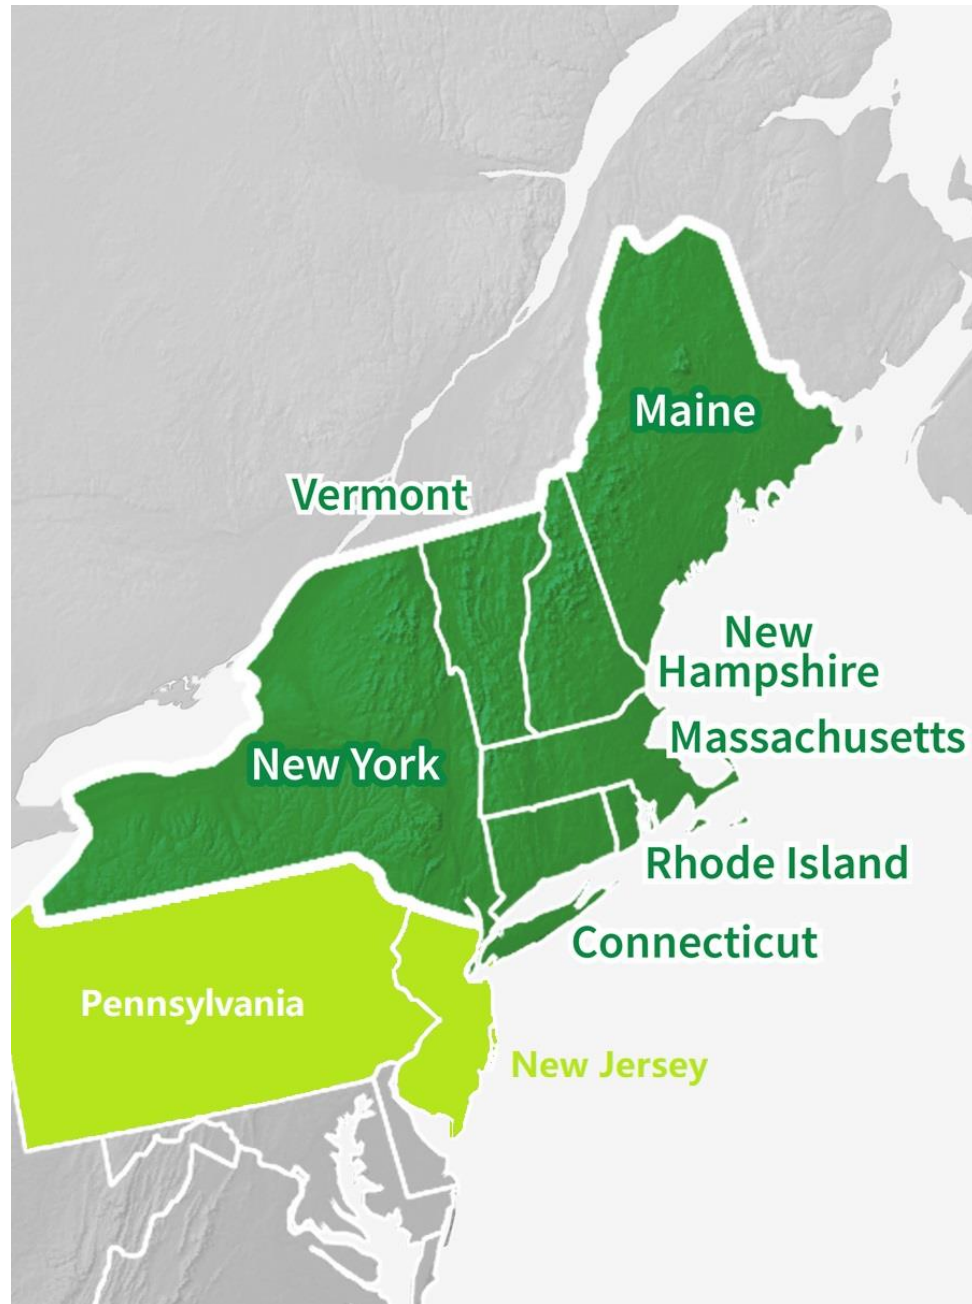 Maine
Vermont
New
Hampshire
Massachusetts
New York
Rhode Island
Connecticut
Pennsylvania
New Jersey